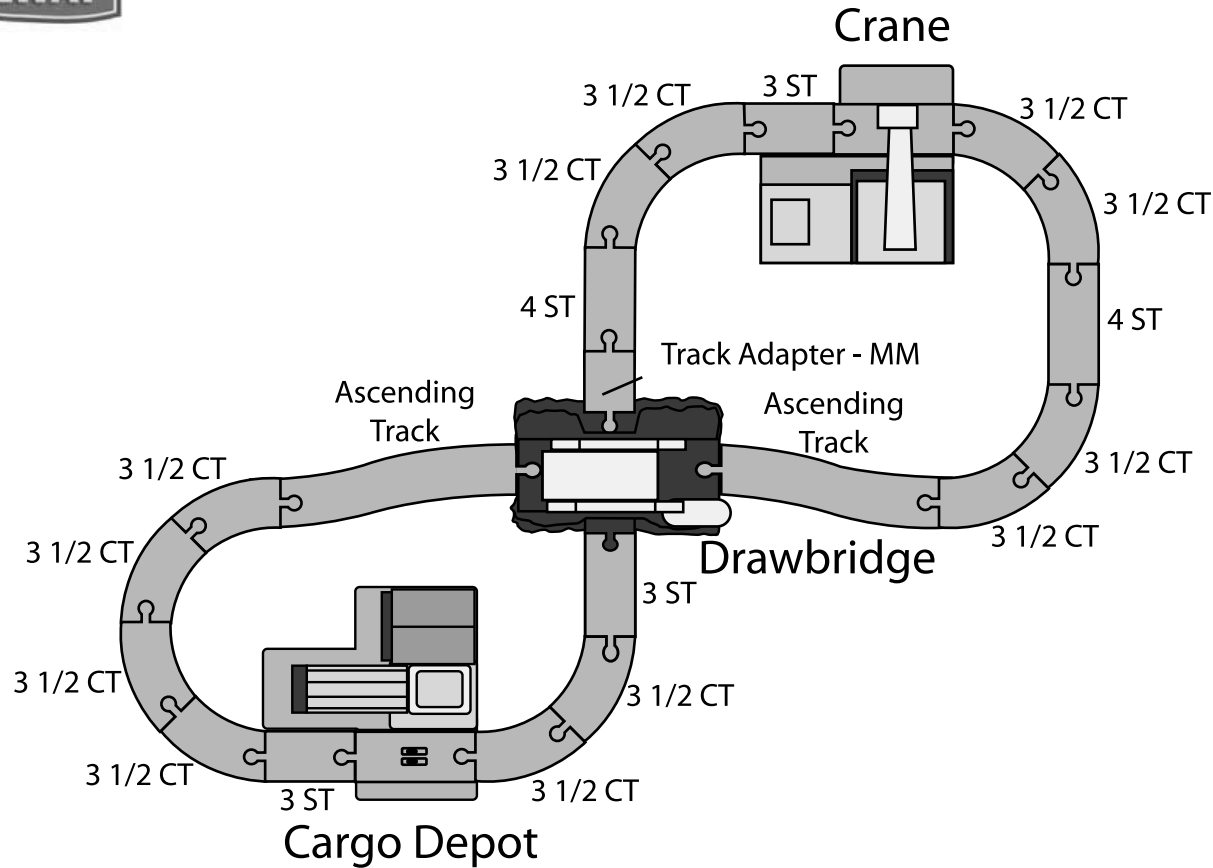 Crane
3 ST
3 1/2 CT
3 1/2 CT
3 1/2 CT
3 1/2 CT
4 ST
4 ST
Track Adapter - MM
Ascending
Track
Ascending
Track
3 1/2 CT
3 1/2 CT
3 1/2 CT
3 1/2 CT
Drawbridge
3 ST
3 1/2 CT
3 1/2 CT
3 1/2 CT
3 ST
3 1/2 CT
Cargo Depot